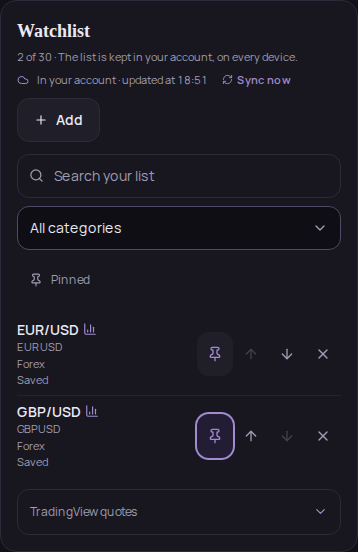 Watchlist
2 of 30 · The list is kept in your account, on every device.
In your account · updated at 18:51 Sync now
+ Add
Search your list
All categories
Pinned
EUR/USD
EURUSD
Forex
Saved
GBP/USD
GBPUSD
Forex
Saved
TradingView quotes